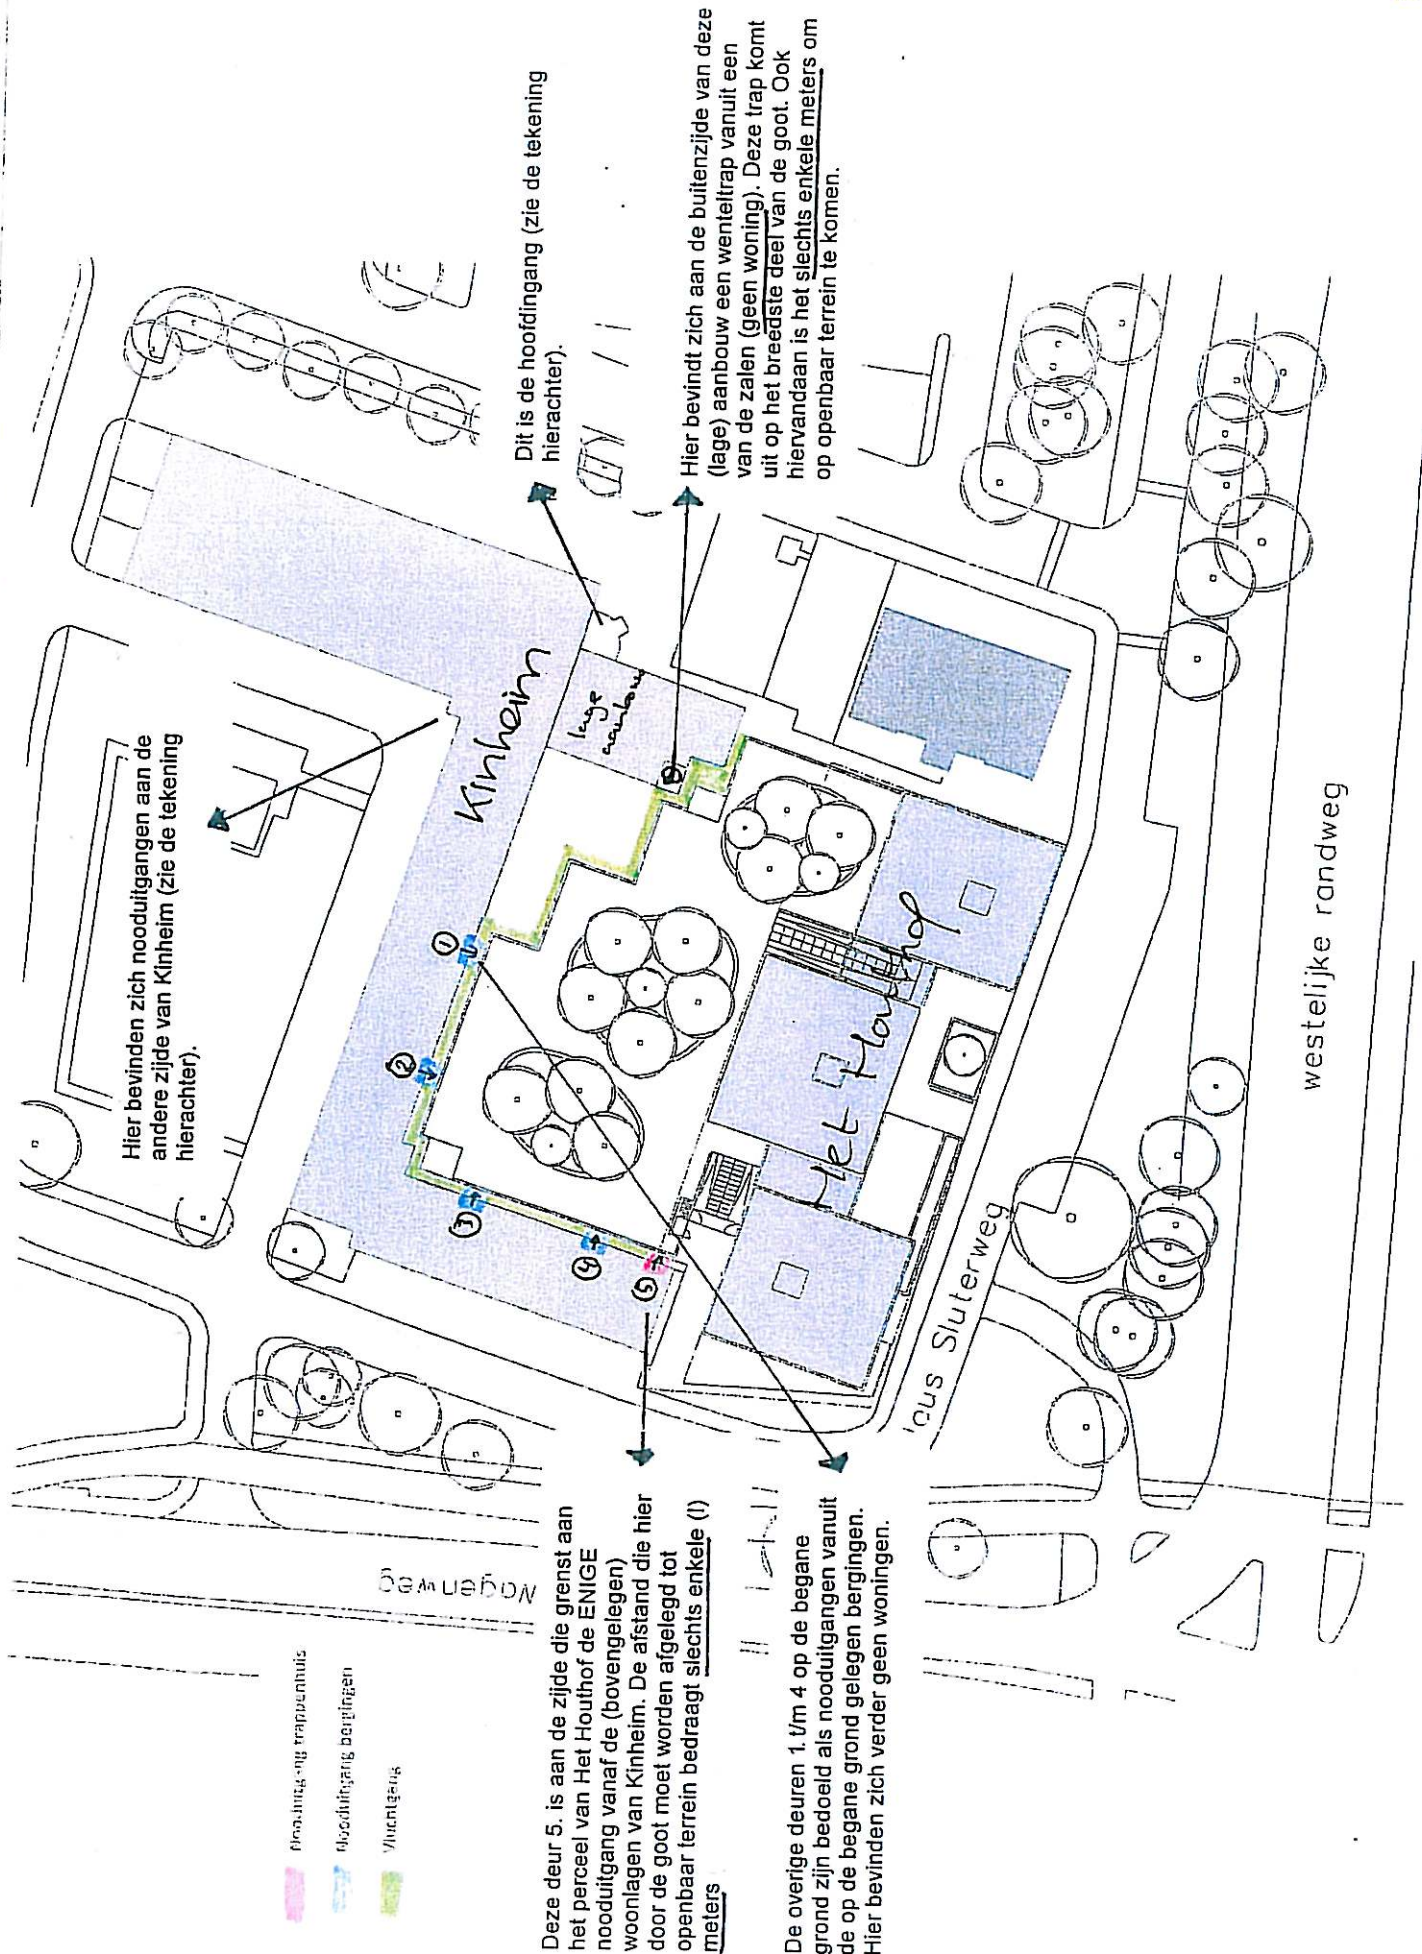 Hier bevinden zich nooduitgangen aan de
andere zijde van Kinheim (zie de tekening
hierachter).
Dit is de hoofdingang (zie de tekening
hierachter).
Hier bevindt zich aan de buitenzijde van deze
(lage) aanbouw een wenteltrap vanuit een
van de zalen (geen woning). Deze trap komt
uit op het breedste deel van de goot. Ook
hiervandaan is het slechts enkele meters om
op openbaar terrein te komen.
Kinheim
lage
aanbouw
1
2
3
4
5
Het Houthof
Nooduitgang trappenhuis
Nooduitgang bergingen
Vluchtgang
Wagenweg
Deze deur 5. is aan de zijde die grenst aan
het perceel van Het Houthof de ENIGE
nooduitgang vanaf de (bovengelegen)
woonlagen van Kinheim. De afstand die hier
door de goot moet worden afgelegd tot
openbaar terrein bedraagt slechts enkele (!)
meters
De overige deuren 1.t/m 4 op de begane
grond zijn bedoeld als nooduitgangen vanuit
de op de begane grond gelegen bergingen.
Hier bevinden zich verder geen woningen.
Sluterweg
westelijke randweg